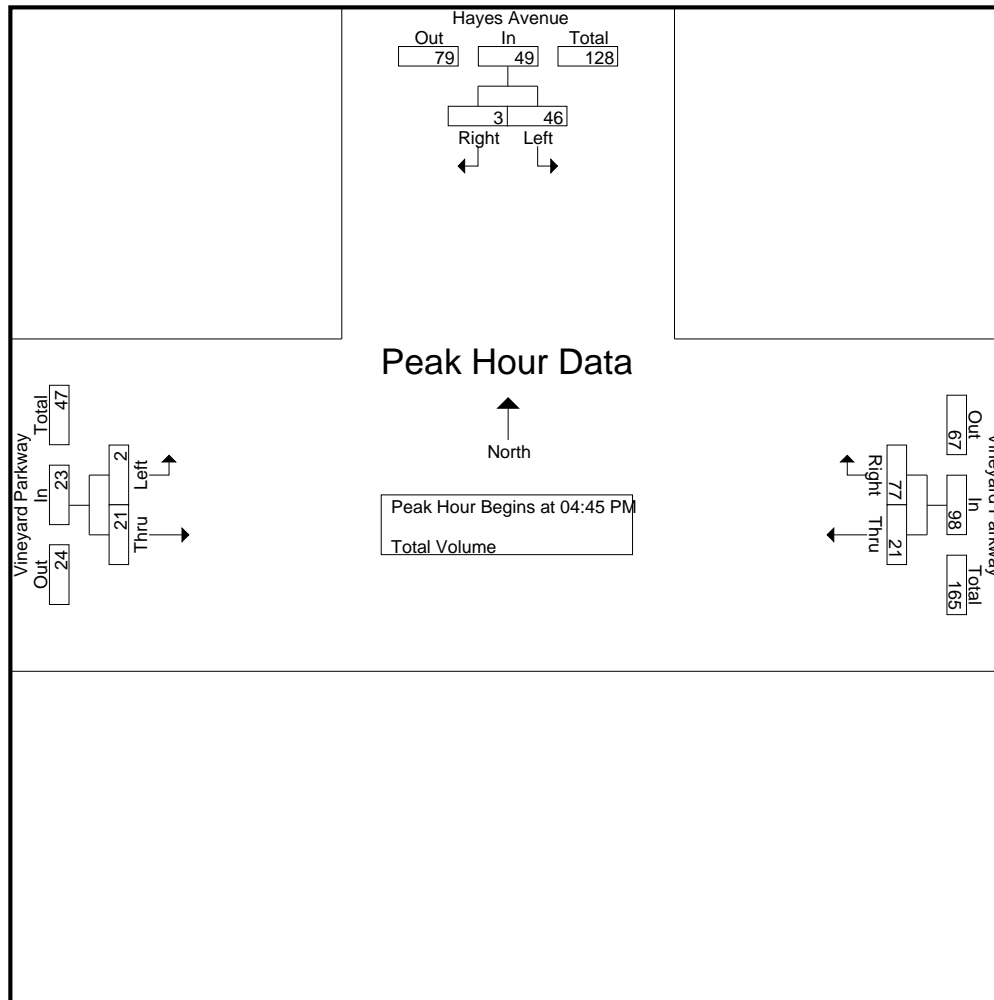 Hayes Avenue
Out In Total
79 49 128
3 46
Right Left
Peak Hour Data
North
Peak Hour Begins at 04:45 PM
Total Volume
Vineyard Parkway
Total In Out
47 23 24
2 21
Left Thru
Vineyard Parkway
Out In Total
67 98 165
77 21
Right Thru